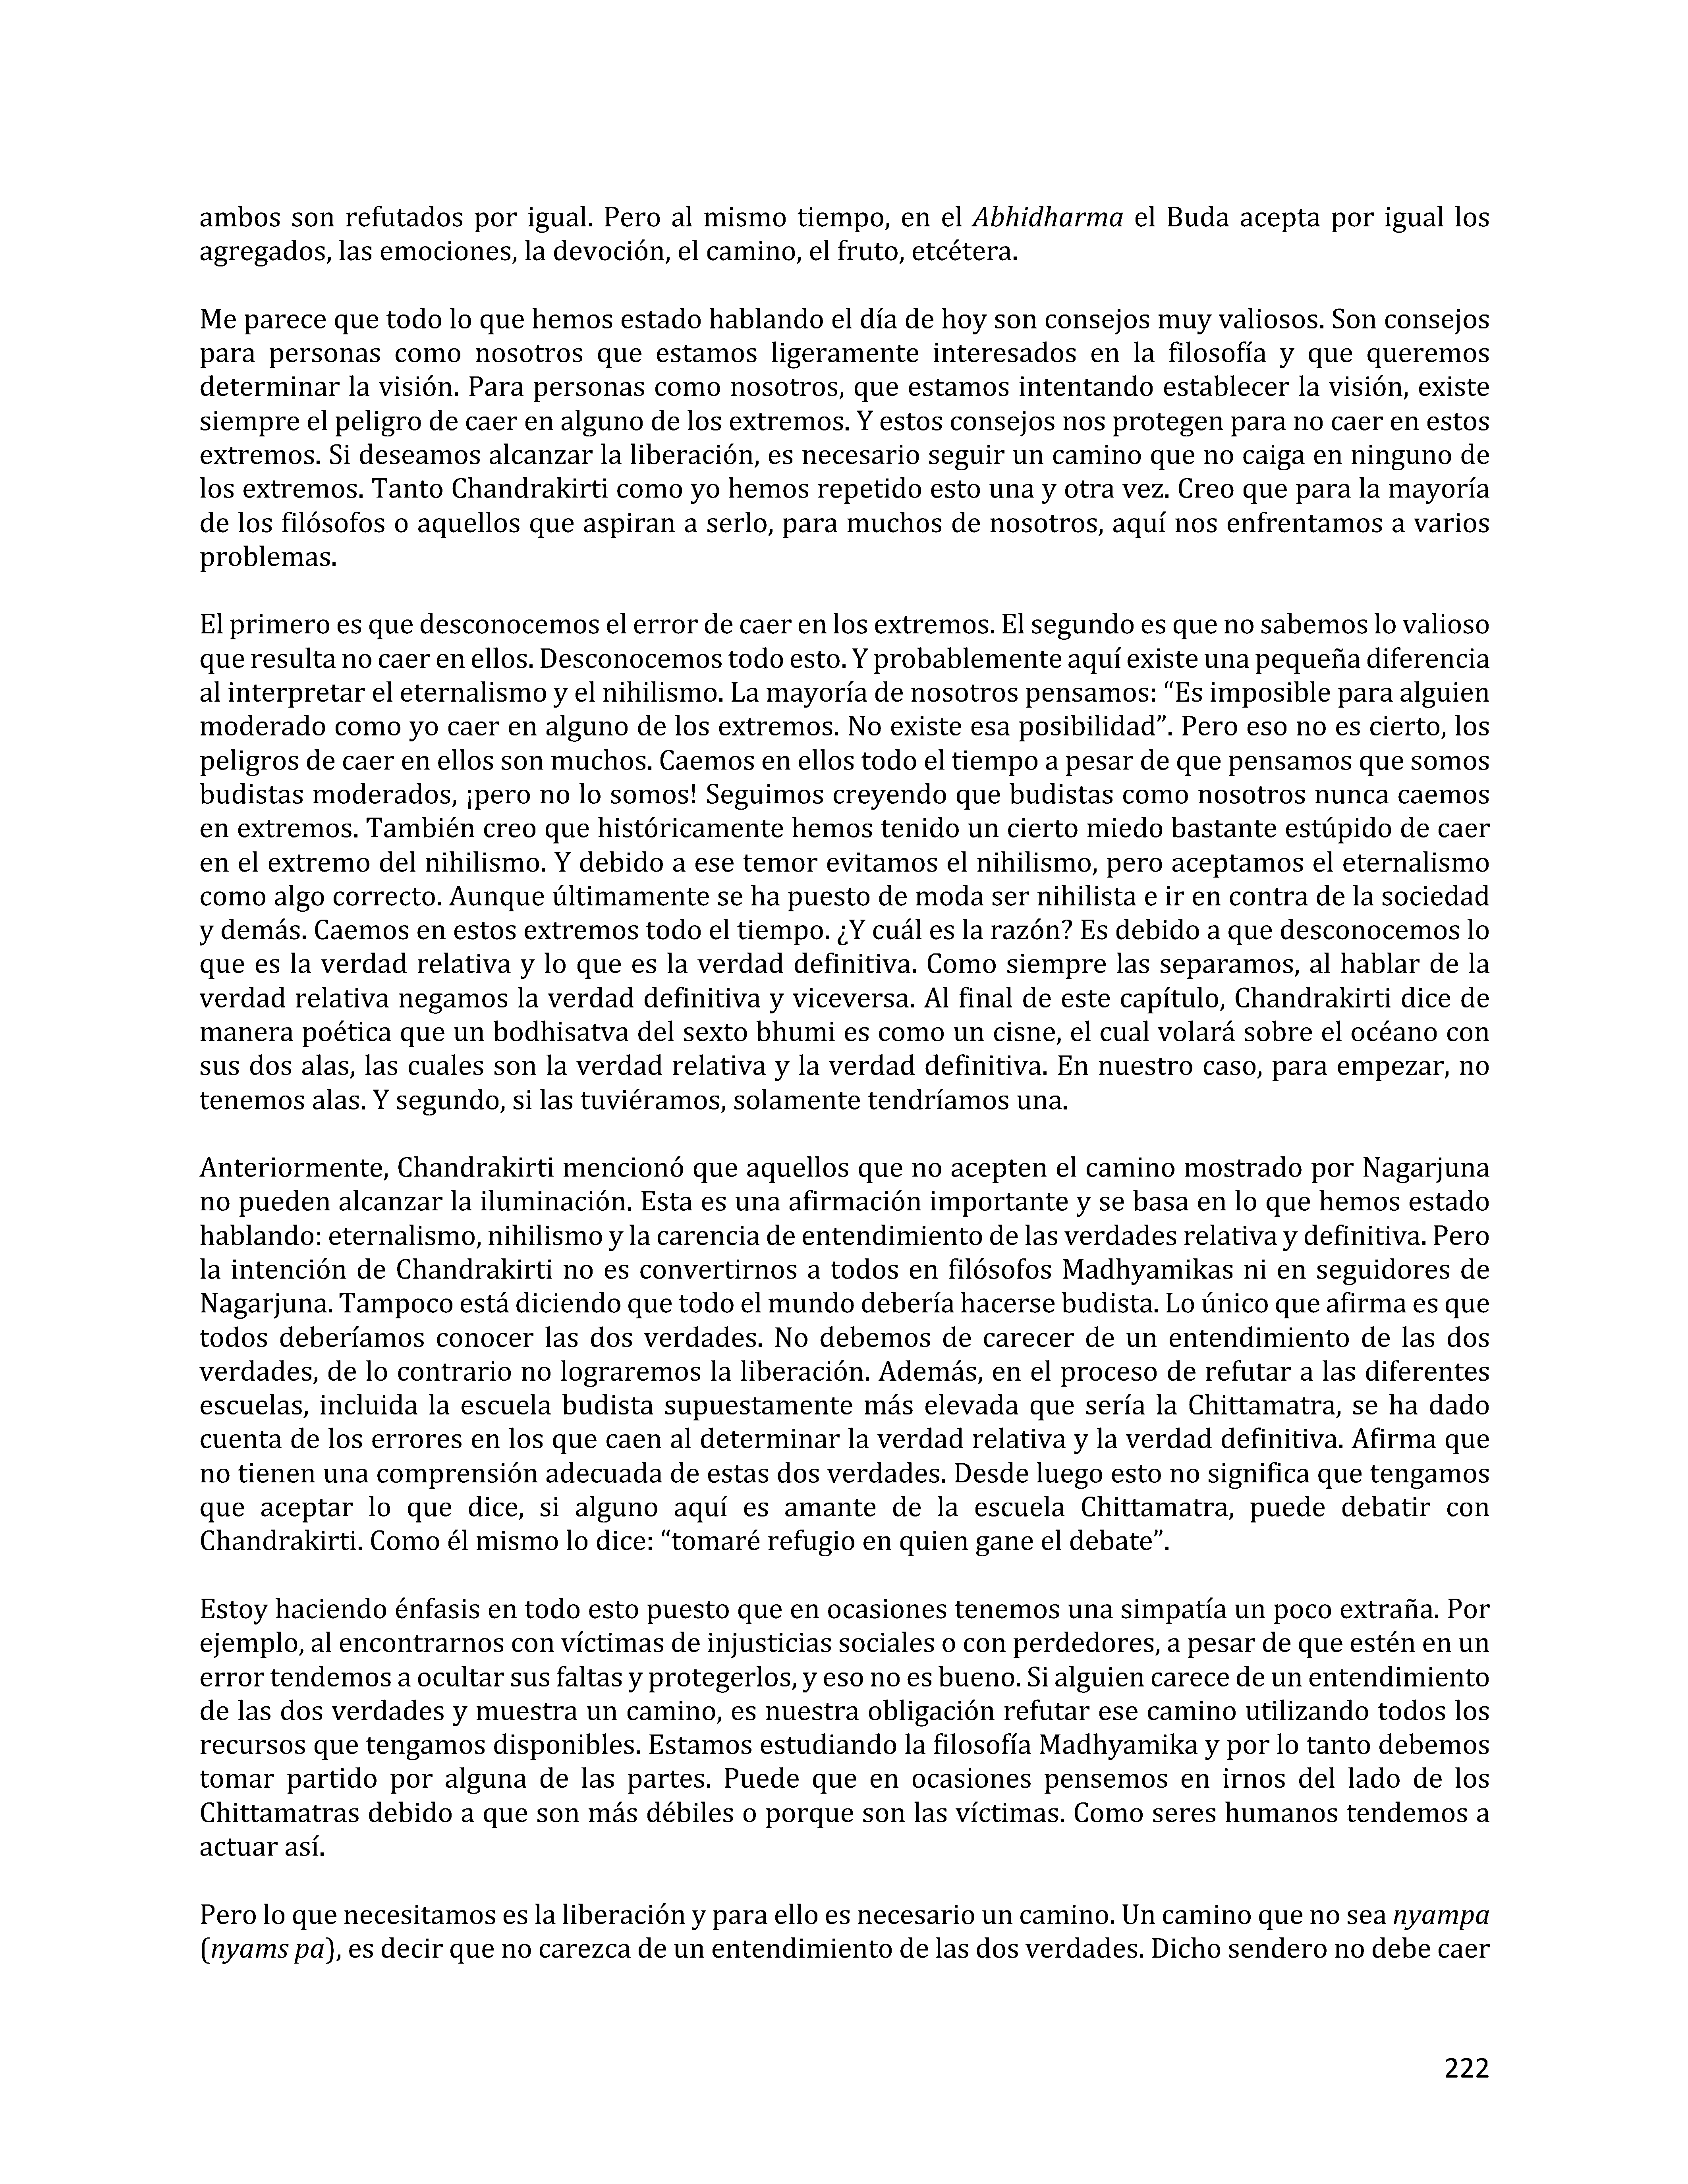 ambos son refutados por igual. Pero al mismo tiempo, en el Abhidharma el Buda acepta por igual los
agregados, las emociones, la devoción, el camino, el fruto, etcétera.
Me parece que todo lo que hemos estado hablando el día de hoy son consejos muy valiosos. Son consejos
para personas como nosotros que estamos ligeramente interesados en la filosofía y que queremos
determinar la visión. Para personas como nosotros, que estamos intentando establecer la visión, existe
siempre el peligro de caer en alguno de los extremos. Y estos consejos nos protegen para no caer en estos
extremos. Si deseamos alcanzar la liberación, es necesario seguir un camino que no caiga en ninguno de
los extremos. Tanto Chandrakirti como yo hemos repetido esto una y otra vez. Creo que para la mayoría
de los filósofos o aquellos que aspiran a serlo, para muchos de nosotros, aquí nos enfrentamos a varios
problemas.
El primero es que desconocemos el error de caer en los extremos. El segundo es que no sabemos lo valioso
que resulta no caer en ellos. Desconocemos todo esto. Y probablemente aquí existe una pequeña diferencia
al interpretar el eternalismo y el nihilismo. La mayoría de nosotros pensamos: “Es imposible para alguien
moderado como yo caer en alguno de los extremos. No existe esa posibilidad”. Pero eso no es cierto, los
peligros de caer en ellos son muchos. Caemos en ellos todo el tiempo a pesar de que pensamos que somos
budistas moderados, ¡pero no lo somos! Seguimos creyendo que budistas como nosotros nunca caemos
en extremos. También creo que históricamente hemos tenido un cierto miedo bastante estúpido de caer
en el extremo del nihilismo. Y debido a ese temor evitamos el nihilismo, pero aceptamos el eternalismo
como algo correcto. Aunque últimamente se ha puesto de moda ser nihilista e ir en contra de la sociedad
y demás. Caemos en estos extremos todo el tiempo. ¿Y cuál es la razón? Es debido a que desconocemos lo
que es la verdad relativa y lo que es la verdad definitiva. Como siempre las separamos, al hablar de la
verdad relativa negamos la verdad definitiva y viceversa. Al final de este capítulo, Chandrakirti dice de
manera poética que un bodhisatva del sexto bhumi es como un cisne, el cual volará sobre el océano con
sus dos alas, las cuales son la verdad relativa y la verdad definitiva. En nuestro caso, para empezar, no
tenemos alas. Y segundo, si las tuviéramos, solamente tendríamos una.
Anteriormente, Chandrakirti mencionó que aquellos que no acepten el camino mostrado por Nagarjuna
no pueden alcanzar la iluminación. Esta es una afirmación importante y se basa en lo que hemos estado
hablando: eternalismo, nihilismo y la carencia de entendimiento de las verdades relativa y definitiva. Pero
la intención de Chandrakirti no es convertirnos a todos en filósofos Madhyamikas ni en seguidores de
Nagarjuna. Tampoco está diciendo que todo el mundo debería hacerse budista. Lo único que afirma es que
todos deberíamos conocer las dos verdades. No debemos de carecer de un entendimiento de las dos
verdades, de lo contrario no lograremos la liberación. Además, en el proceso de refutar a las diferentes
escuelas, incluida la escuela budista supuestamente más elevada que sería la Chittamatra, se ha dado
cuenta de los errores en los que caen al determinar la verdad relativa y la verdad definitiva. Afirma que
no tienen una comprensión adecuada de estas dos verdades. Desde luego esto no significa que tengamos
que aceptar lo que dice, si alguno aquí es amante de la escuela Chittamatra, puede debatir con
Chandrakirti. Como él mismo lo dice: “tomaré refugio en quien gane el debate”.
Estoy haciendo énfasis en todo esto puesto que en ocasiones tenemos una simpatía un poco extraña. Por
ejemplo, al encontrarnos con víctimas de injusticias sociales o con perdedores, a pesar de que estén en un
error tendemos a ocultar sus faltas y protegerlos, y eso no es bueno. Si alguien carece de un entendimiento
de las dos verdades y muestra un camino, es nuestra obligación refutar ese camino utilizando todos los
recursos que tengamos disponibles. Estamos estudiando la filosofía Madhyamika y por lo tanto debemos
tomar partido por alguna de las partes. Puede que en ocasiones pensemos en irnos del lado de los
Chittamatras debido a que son más débiles o porque son las víctimas. Como seres humanos tendemos a
actuar así.
Pero lo que necesitamos es la liberación y para ello es necesario un camino. Un camino que no sea nyampa
(nyams pa), es decir que no carezca de un entendimiento de las dos verdades. Dicho sendero no debe caer
222